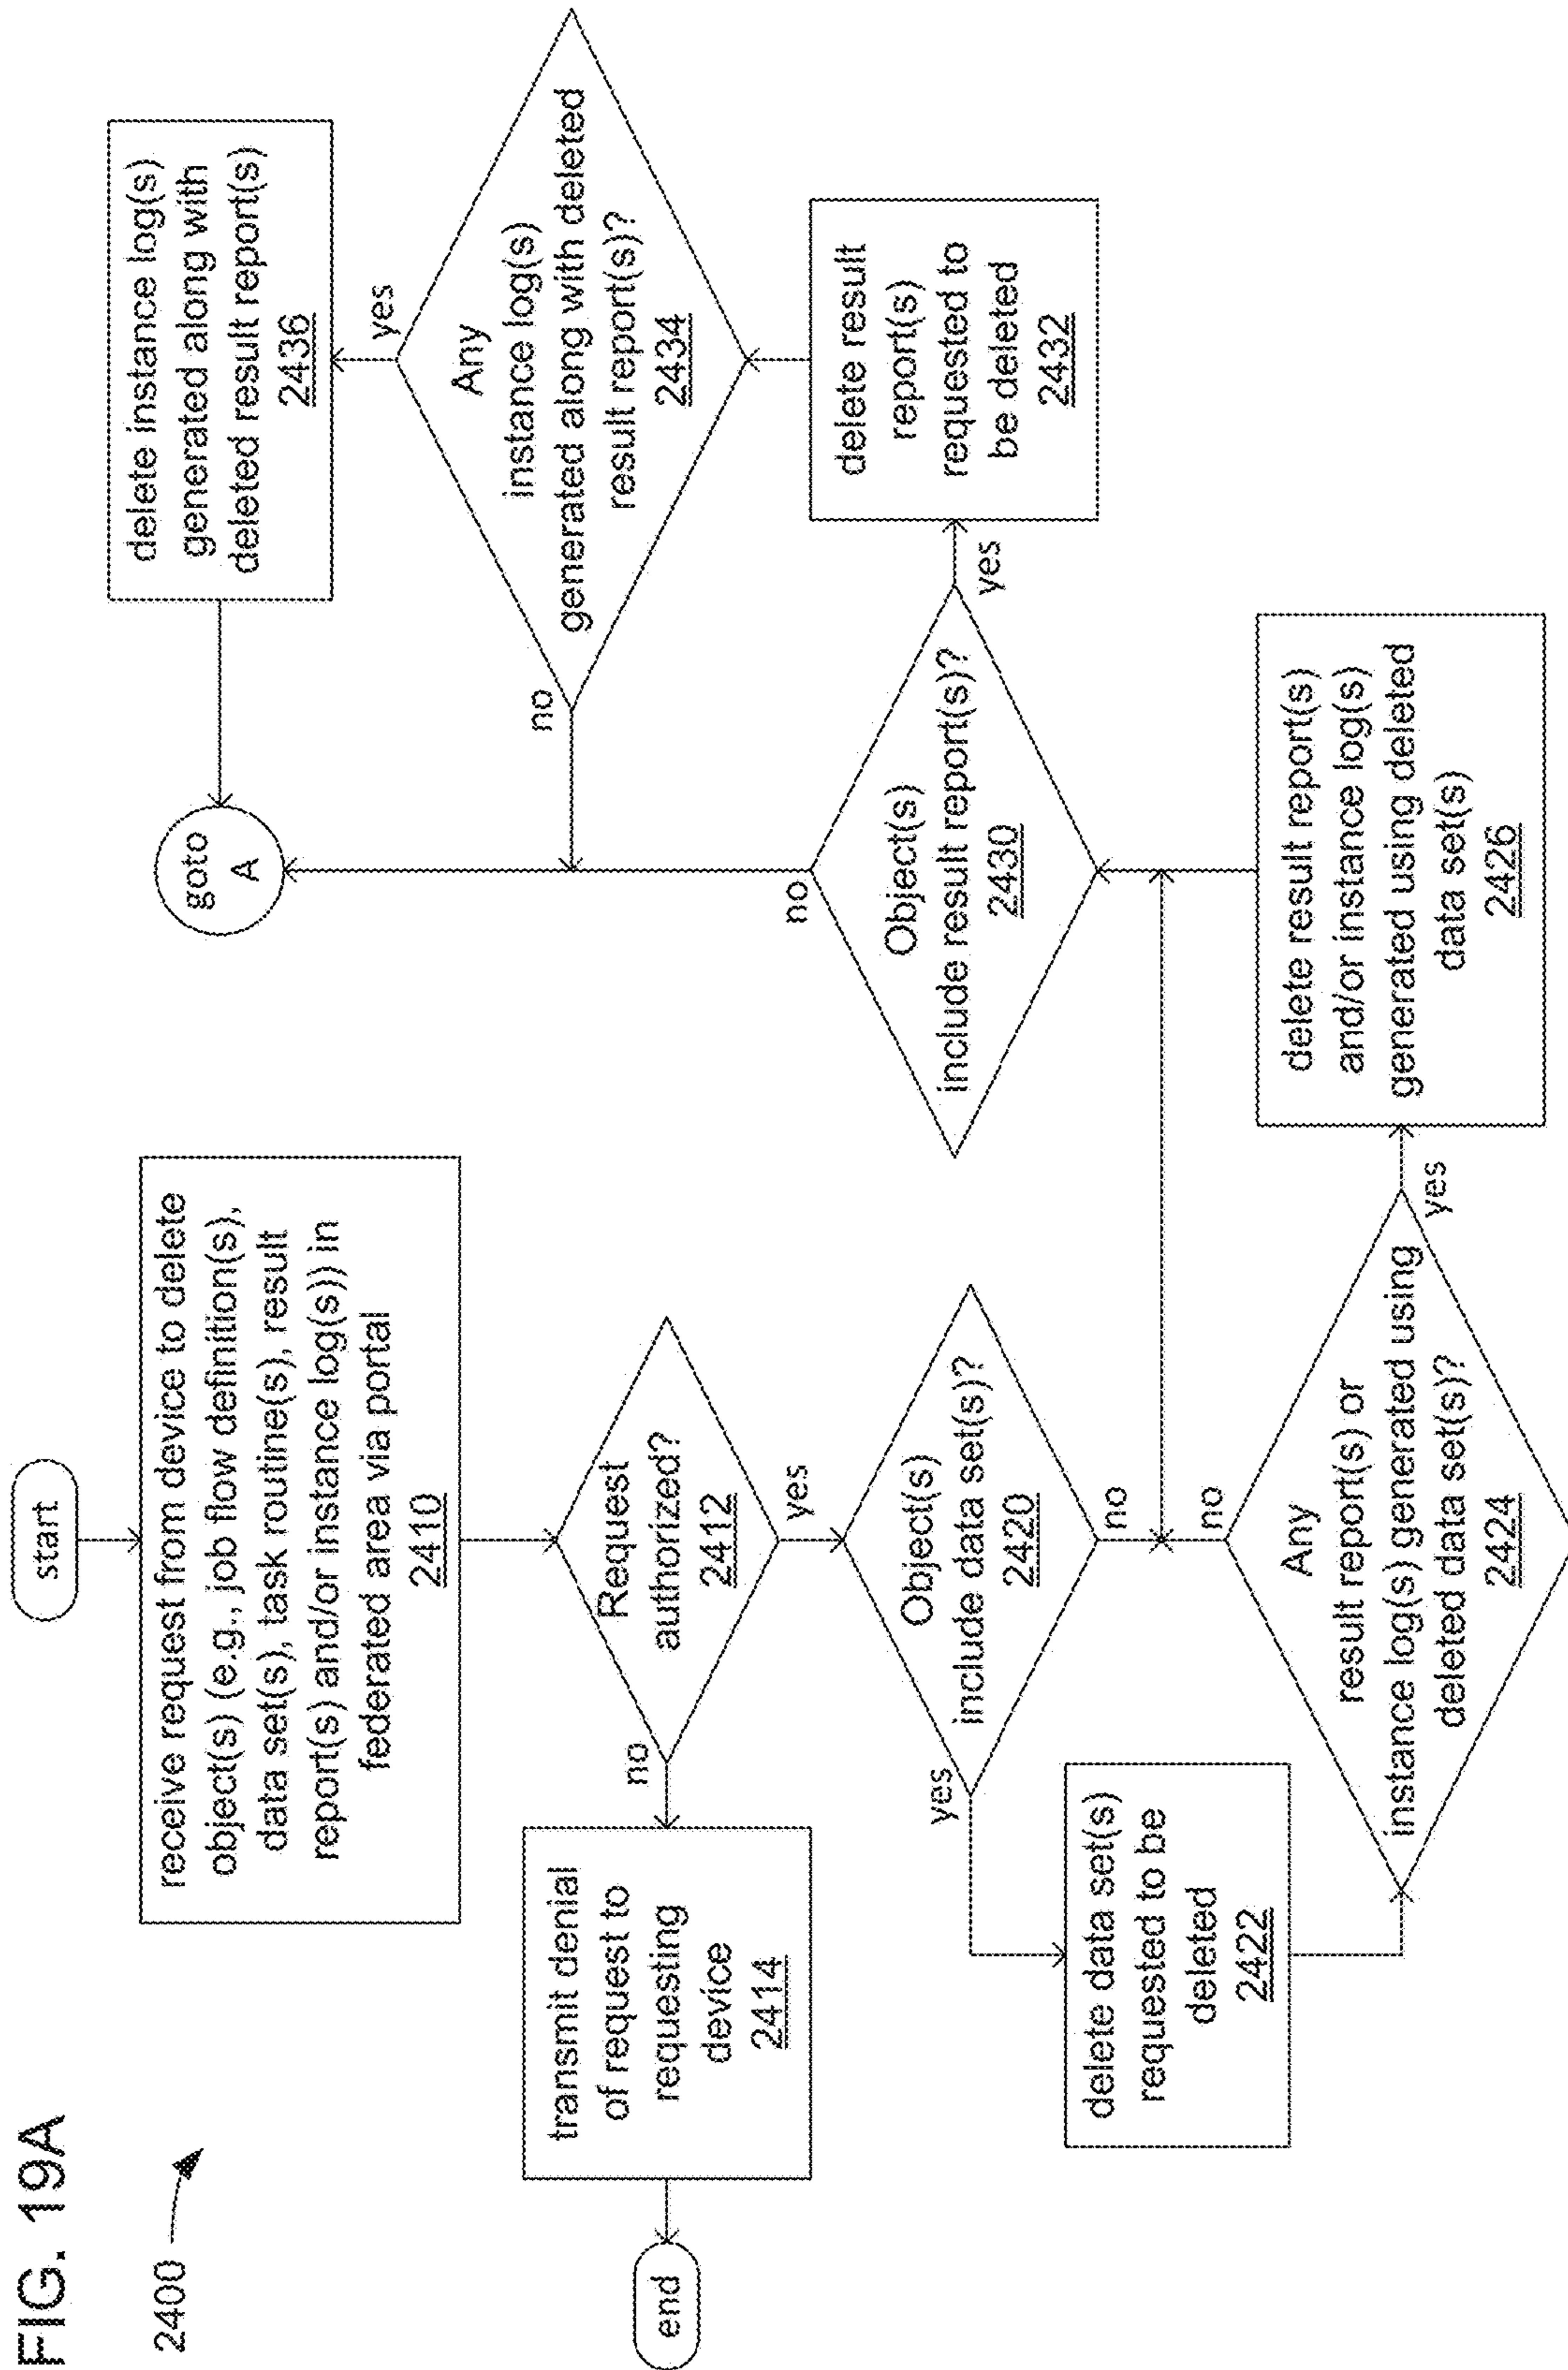 FIG. 19A
2400
start
receive request from device to delete
object(s) (e.g., job flow definition(s),
data set(s), task routine(s), result
report(s) and/or instance log(s)) in
federated area via portal
2410
Request
authorized?
2412
no
yes
transmit denial
of request to
requesting
device
2414
end
Object(s)
include data set(s)?
2420
yes
no
delete data set(s)
requested to be
deleted
2422
Any
result report(s) or
instance log(s) generated using
deleted data set(s)?
2424
no
yes
delete result report(s)
and/or instance log(s)
generated using deleted
data set(s)
2426
Object(s)
include result report(s)?
2430
no
yes
delete result
report(s)
requested to
be deleted
2432
Any
instance log(s)
generated along with deleted
result report(s)?
2434
no
yes
delete instance log(s)
generated along with
deleted result report(s)
2436
goto
A